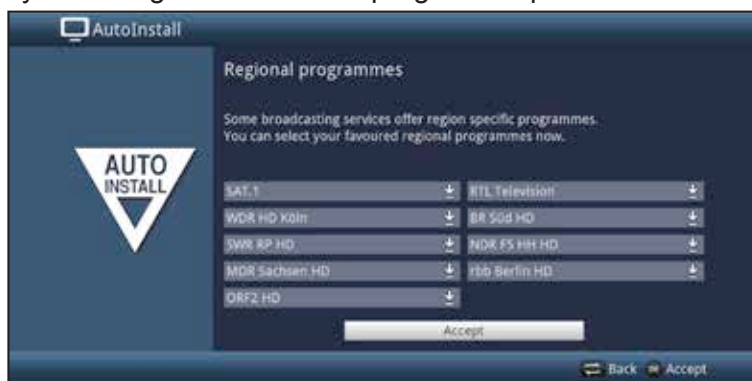 AutoInstall
Regional programmes
Some broadcasting services offer region specific programmes.
You can select your favoured regional programmes now.
AUTO
INSTALL
SAT.1
RTL Television
WDR HD Köln
BR Süd HD
SWR RP HD
NDR FS HH HD
MDR Sachsen HD
rbb Berlin HD
ORF2 HD
Accept
Back Accept